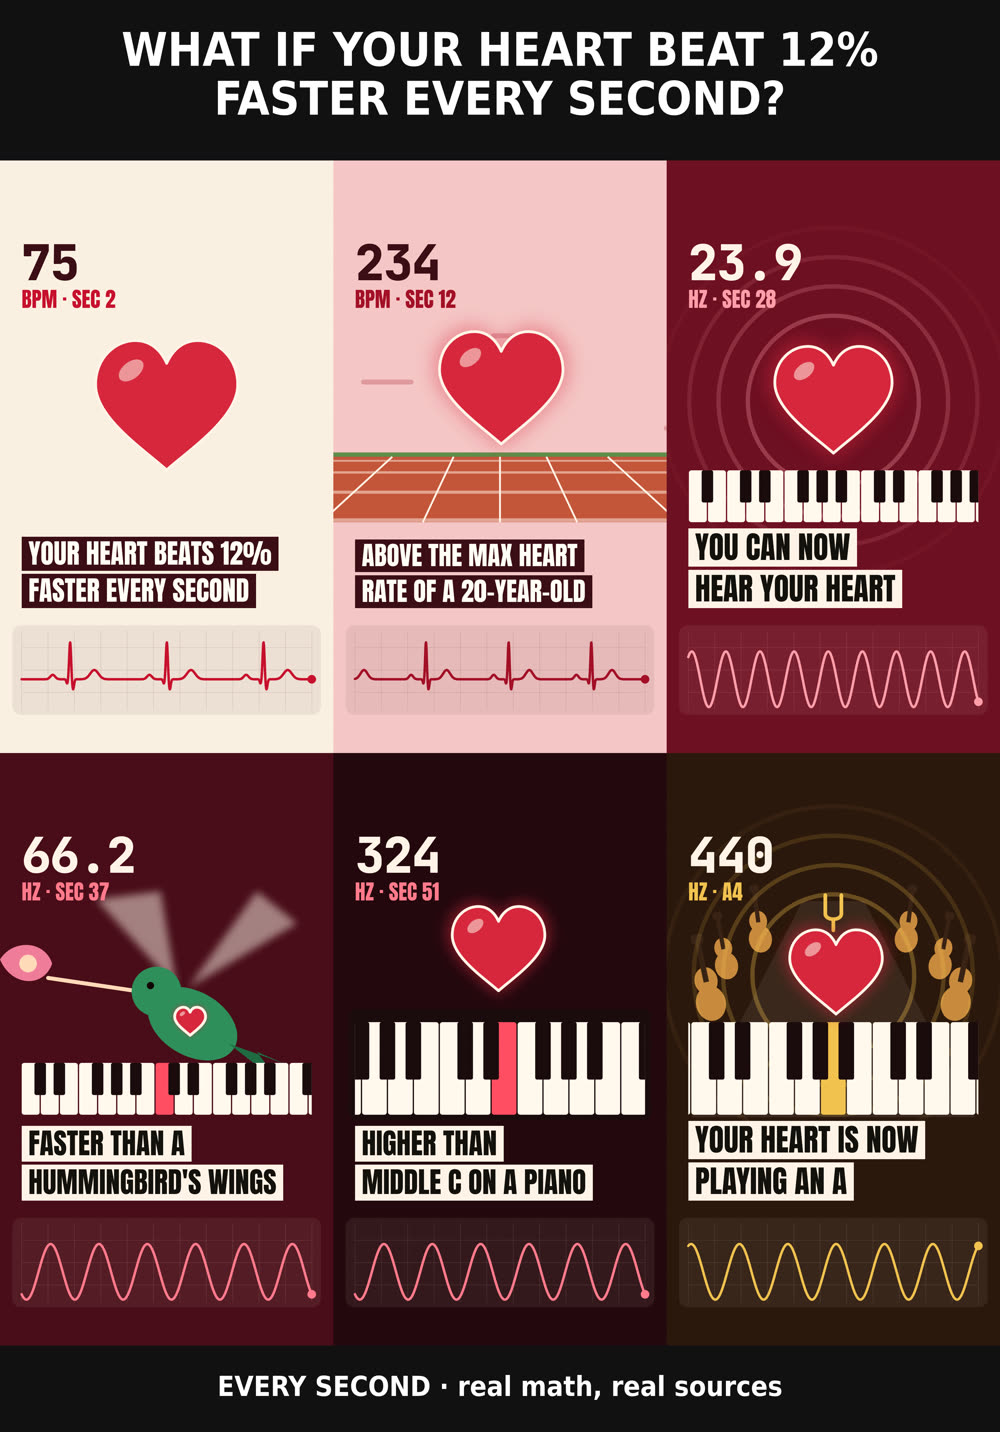 WHAT IF YOUR HEART BEAT 12%
FASTER EVERY SECOND?
75
BPM · SEC 2
YOUR HEART BEATS 12%
FASTER EVERY SECOND
234
BPM · SEC 12
ABOVE THE MAX HEART
RATE OF A 20-YEAR-OLD
23.9
HZ · SEC 28
YOU CAN NOW
HEAR YOUR HEART
66.2
HZ · SEC 37
FASTER THAN A
HUMMINGBIRD'S WINGS
324
HZ · SEC 51
HIGHER THAN
MIDDLE C ON A PIANO
440
HZ · A4
YOUR HEART IS NOW
PLAYING AN A
EVERY SECOND · real math, real sources